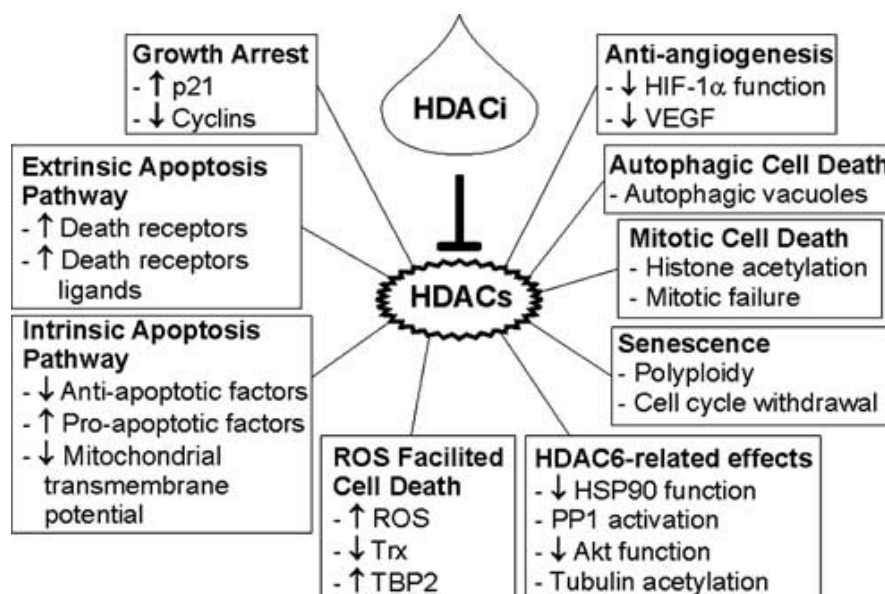 Growth Arrest
- ↑ p21
- ↓ Cyclins
HDACi
Anti-angiogenesis
- ↓ HIF-1α function
- ↓ VEGF
Extrinsic Apoptosis
Pathway
- ↑ Death receptors
- ↑ Death receptors
ligands
Autophagic Cell Death
- Autophagic vacuoles
Mitotic Cell Death
- Histone acetylation
- Mitotic failure
HDACs
Intrinsic Apoptosis
Pathway
- ↓ Anti-apoptotic factors
- ↑ Pro-apoptotic factors
- ↓ Mitochondrial
transmembrane
potential
Senescence
- Polyploidy
- Cell cycle withdrawal
ROS Facilited
Cell Death
- ↑ ROS
- ↓ Trx
- ↑ TBP2
HDAC6-related effects
- ↓ HSP90 function
- PP1 activation
- ↓ Akt function
- Tubulin acetylation